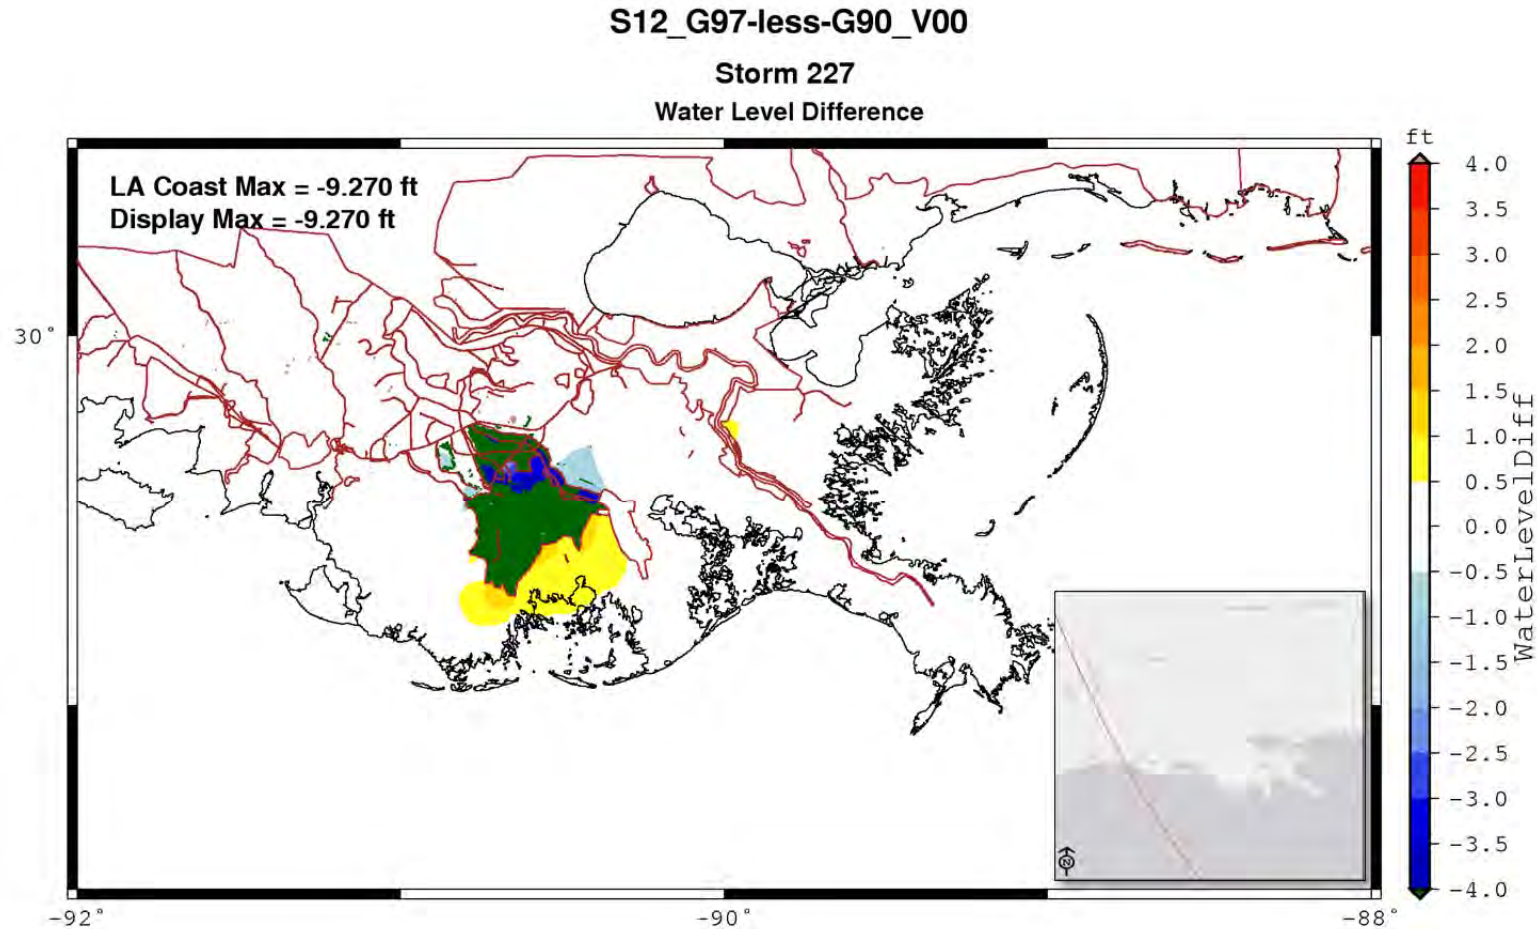 S12_G97-less-G90_V00
Storm 227
Water Level Difference
LA Coast Max = -9.270 ft
Display Max = -9.270 ft
30°
-92°
-90°
-88°
ft
4.0
3.5
3.0
2.5
2.0
1.5
1.0
0.5
0.0
-0.5
-1.0
-1.5
-2.0
-2.5
-3.0
-3.5
-4.0
WaterLevelDiff
N